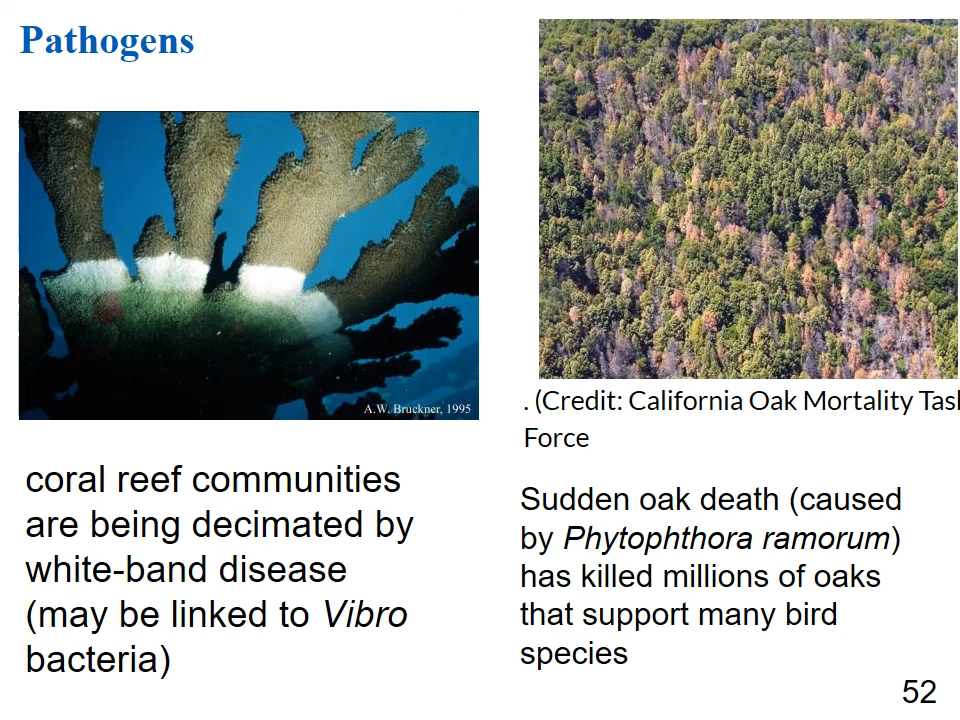 Pathogens
A.W. Bruckner, 1995
coral reef communities
are being decimated by
white-band disease
(may be linked to Vibro
bacteria)
. (Credit: California Oak Mortality Task
Force
Sudden oak death (caused
by Phytophthora ramorum)
has killed millions of oaks
that support many bird
species
52